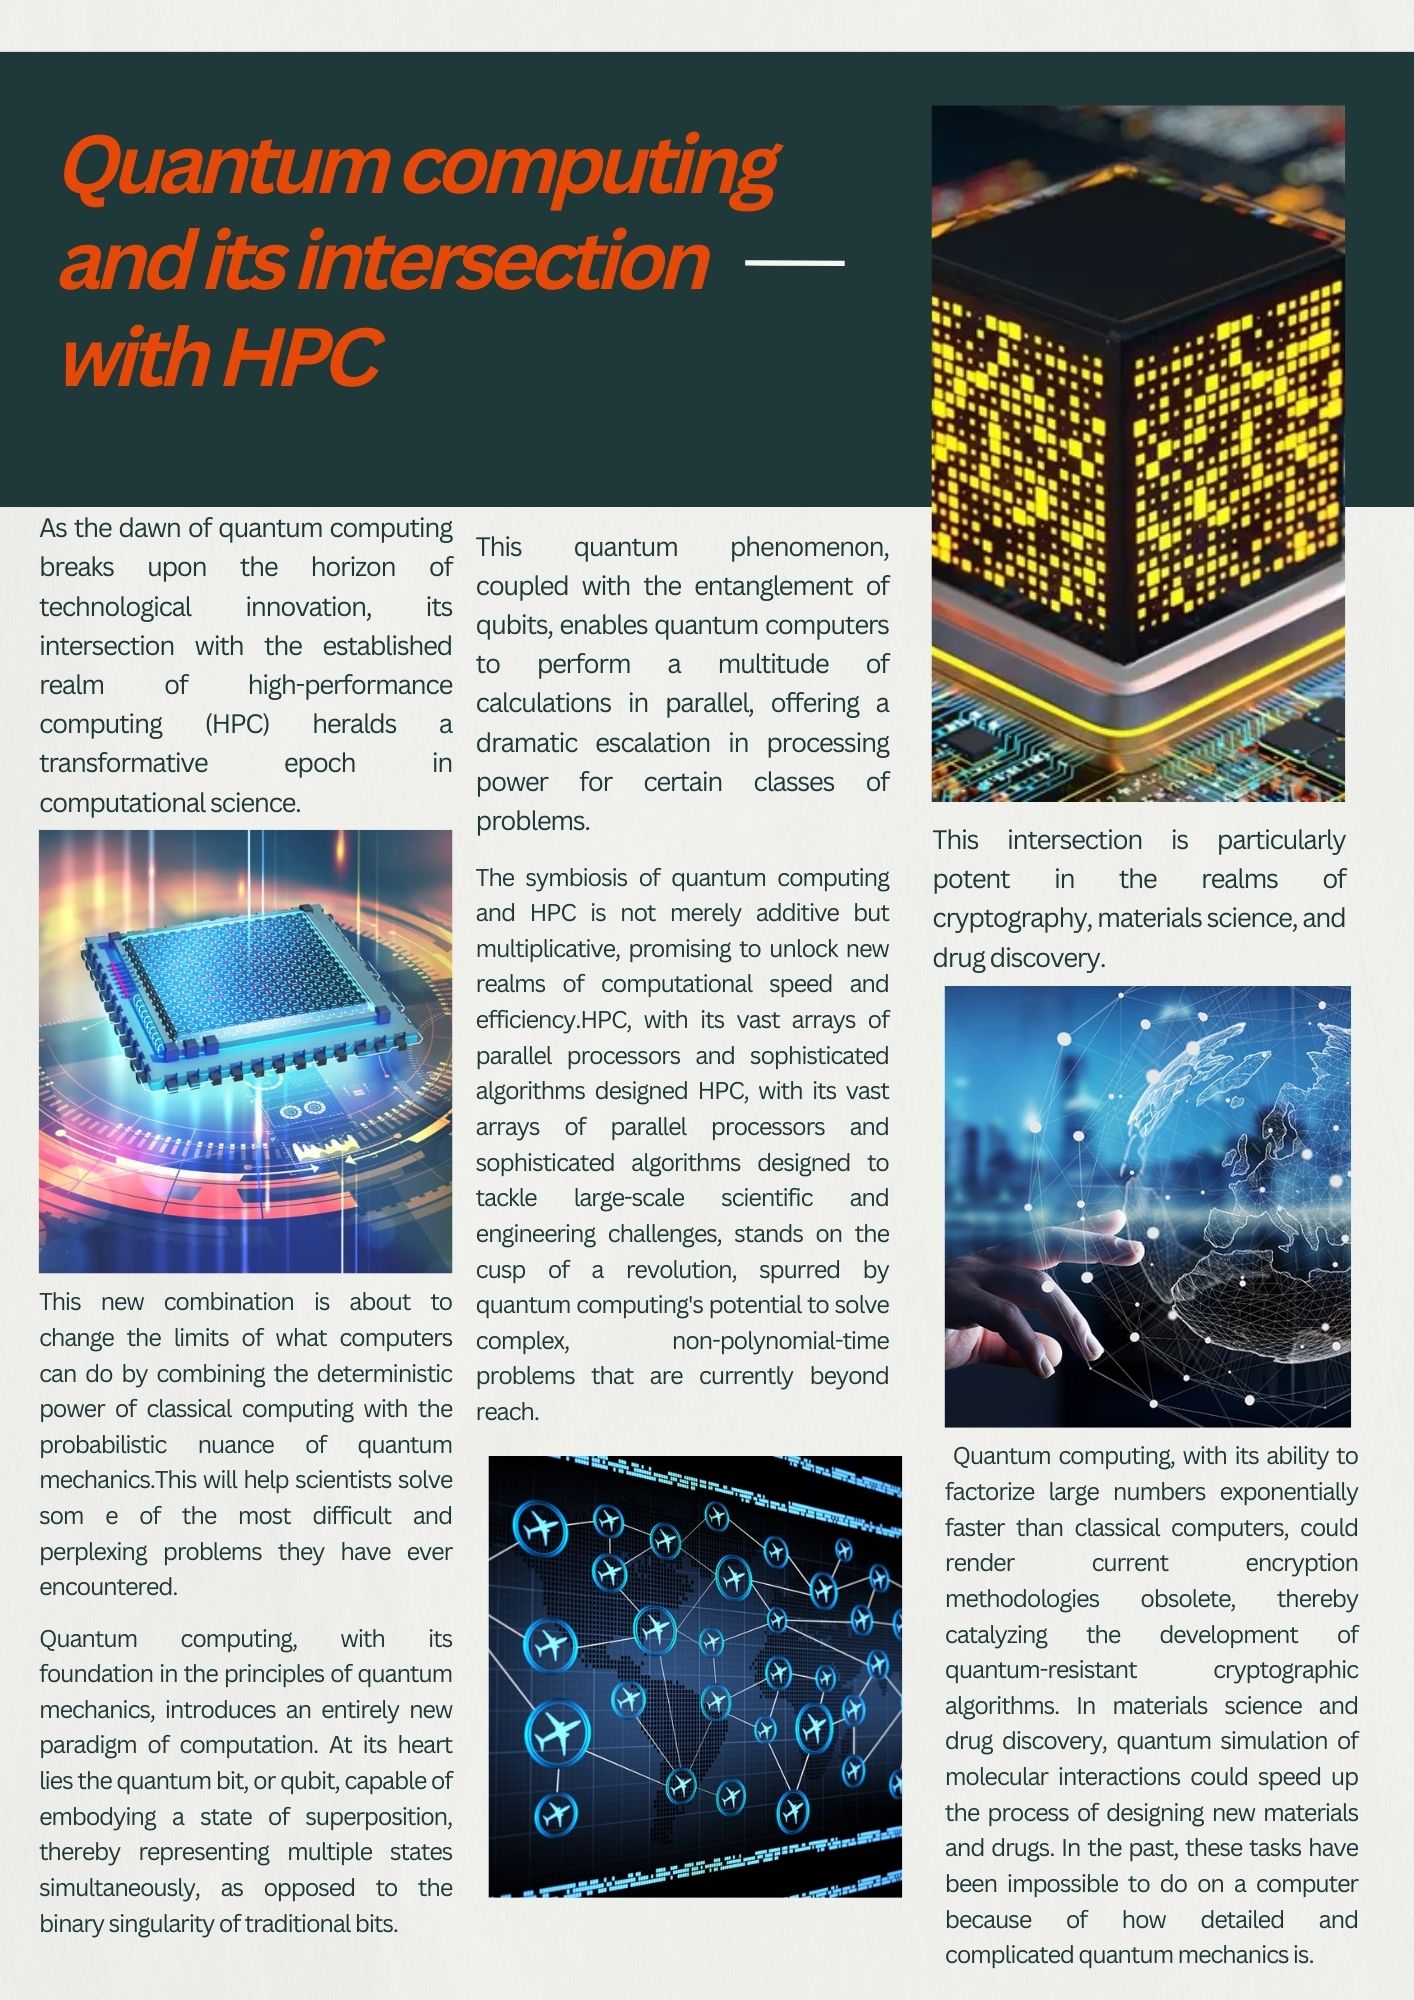 Quantum computing
and its intersection
with HPC
As the dawn of quantum computing
breaks upon the horizon of
technological innovation, its
intersection with the established
realm of high-performance
computing (HPC) heralds a
transformative epoch in
computational science.
This new combination is about to
change the limits of what computers
can do by combining the deterministic
power of classical computing with the
probabilistic nuance of quantum
mechanics.This will help scientists solve
som e of the most difficult and
perplexing problems they have ever
encountered.
Quantum computing, with its
foundation in the principles of quantum
mechanics, introduces an entirely new
paradigm of computation. At its heart
lies the quantum bit, or qubit, capable of
embodying a state of superposition,
thereby representing multiple states
simultaneously, as opposed to the
binary singularity of traditional bits.
This quantum phenomenon,
coupled with the entanglement of
qubits, enables quantum computers
to perform a multitude of
calculations in parallel, offering a
dramatic escalation in processing
power for certain classes of
problems.
The symbiosis of quantum computing
and HPC is not merely additive but
multiplicative, promising to unlock new
realms of computational speed and
efficiency.HPC, with its vast arrays of
parallel processors and sophisticated
algorithms designed HPC, with its vast
arrays of parallel processors and
sophisticated algorithms designed to
tackle large-scale scientific and
engineering challenges, stands on the
cusp of a revolution, spurred by
quantum computing's potential to solve
complex, non-polynomial-time
problems that are currently beyond
reach.
This intersection is particularly
potent in the realms of
cryptography, materials science, and
drug discovery.
Quantum computing, with its ability to
factorize large numbers exponentially
faster than classical computers, could
render current encryption
methodologies obsolete, thereby
catalyzing the development of
quantum-resistant cryptographic
algorithms. In materials science and
drug discovery, quantum simulation of
molecular interactions could speed up
the process of designing new materials
and drugs. In the past, these tasks have
been impossible to do on a computer
because of how detailed and
complicated quantum mechanics is.